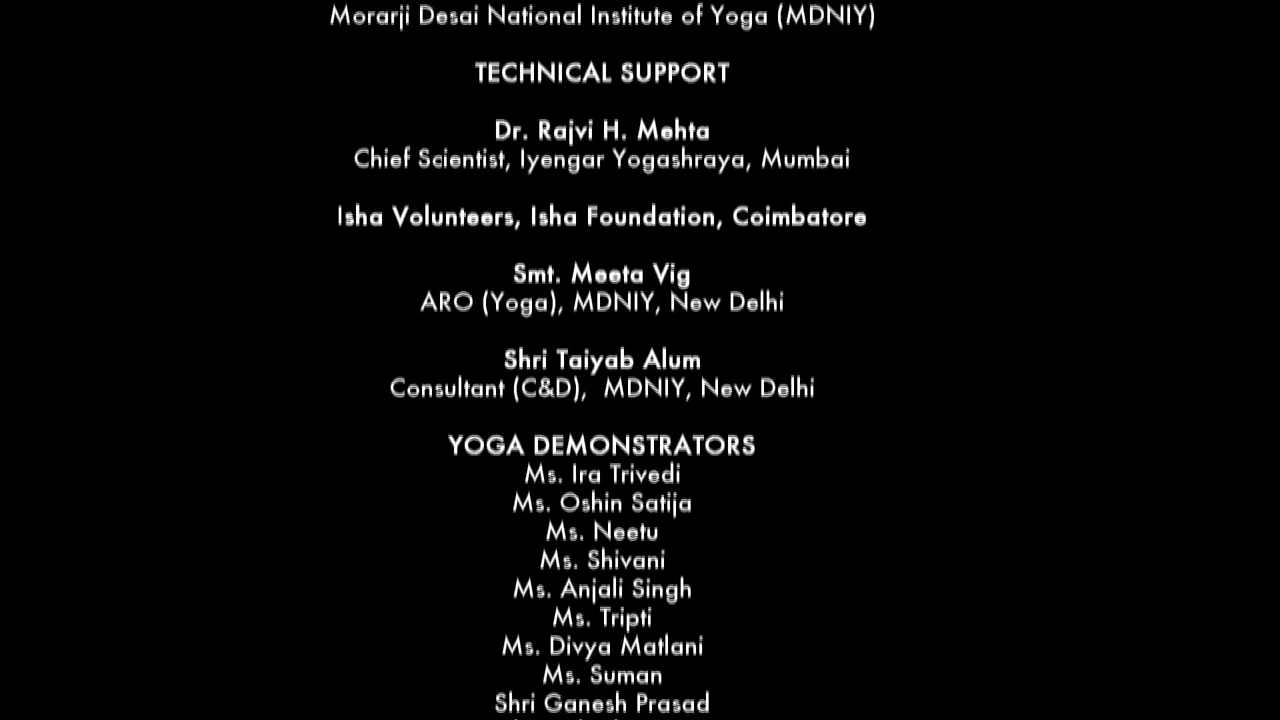 Morarji Desai National Institute of Yoga (MDNIY)
TECHNICAL SUPPORT
Dr. Rajvi H. Mehta
Chief Scientist, Iyengar Yogashraya, Mumbai
Isha Volunteers, Isha Foundation, Coimbatore
Smt. Meeta Vig
ARO (Yoga), MDNIY, New Delhi
Shri Taiyab Alum
Consultant (C&D),  MDNIY, New Delhi
YOGA DEMONSTRATORS
Ms. Ira Trivedi
Ms. Oshin Satija
Ms. Neetu
Ms. Shivani
Ms. Anjali Singh
Ms. Tripti
Ms. Divya Matlani
Ms. Suman
Shri Ganesh Prasad